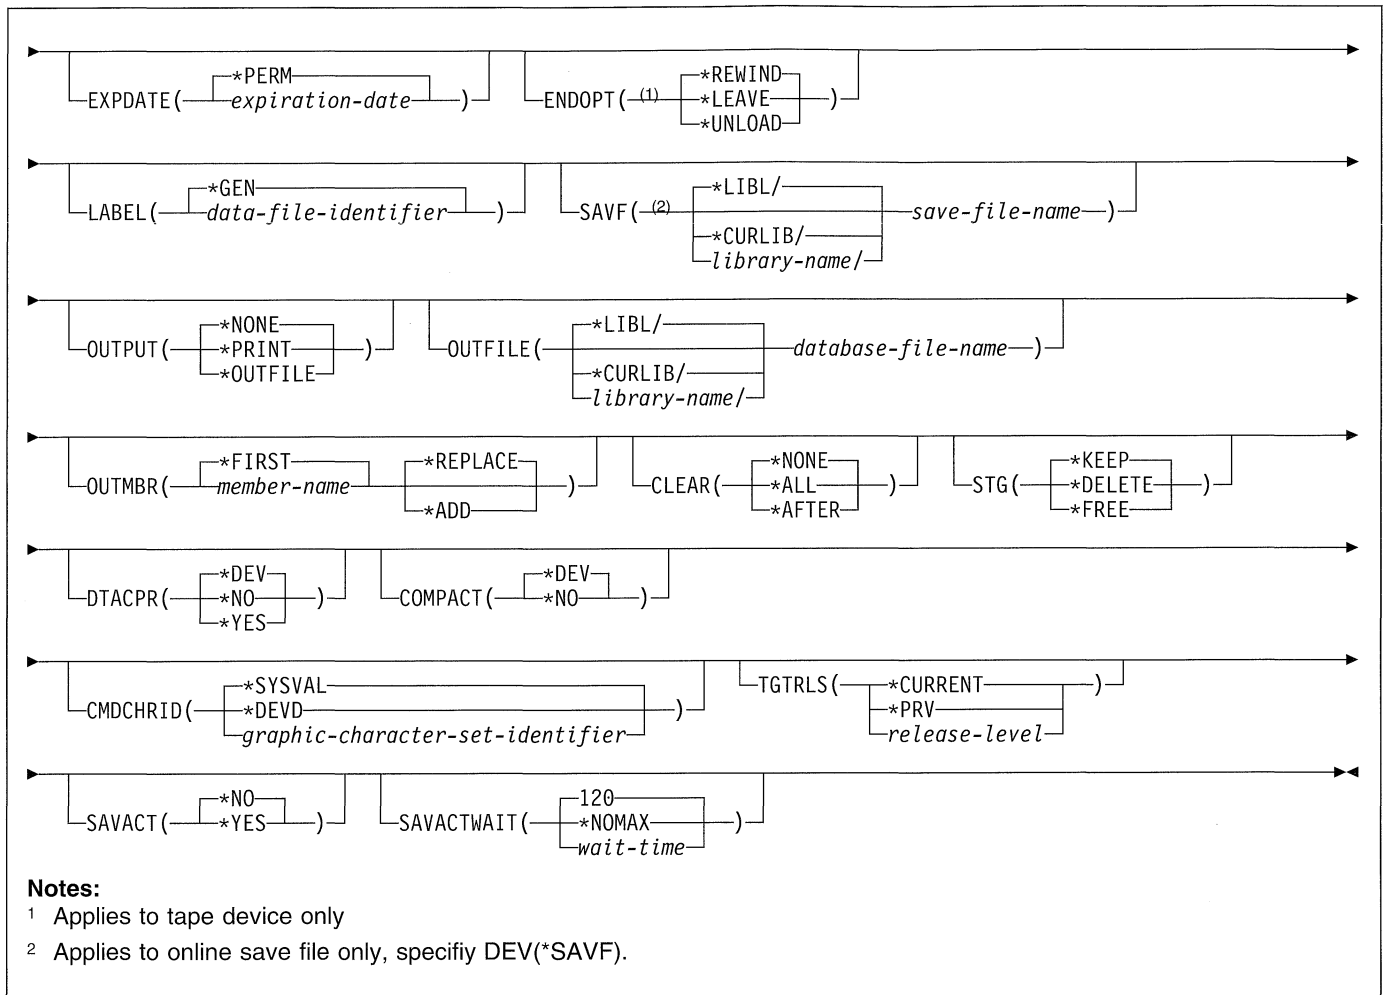 *PERM
EXPDATE( expiration-date )
*REWIND
ENDOPT( (1) *LEAVE )
*UNLOAD
*GEN
LABEL( data-file-identifier )
*LIBL/
SAVF( (2) save-file-name )
*CURLIB/
library-name/
*NONE
OUTPUT( *PRINT )
*OUTFILE
*LIBL/
OUTFILE( database-file-name )
*CURLIB/
library-name/
*FIRST *REPLACE
OUTMBR( member-name )
*ADD
*NONE
CLEAR( *ALL )
*AFTER
*KEEP
STG( *DELETE )
*FREE
*DEV
DTACPR( *NO )
*YES
*DEV
COMPACT( *NO )
*SYSVAL
CMDCHRID( *DEVD )
graphic-character-set-identifier
TGTRLS( *CURRENT )
*PRV
release-level
*NO
SAVACT( *YES )
120
SAVACTWAIT( *NOMAX )
wait-time
Notes:
1 Applies to tape device only
2 Applies to online save file only, specifiy DEV(*SAVF).